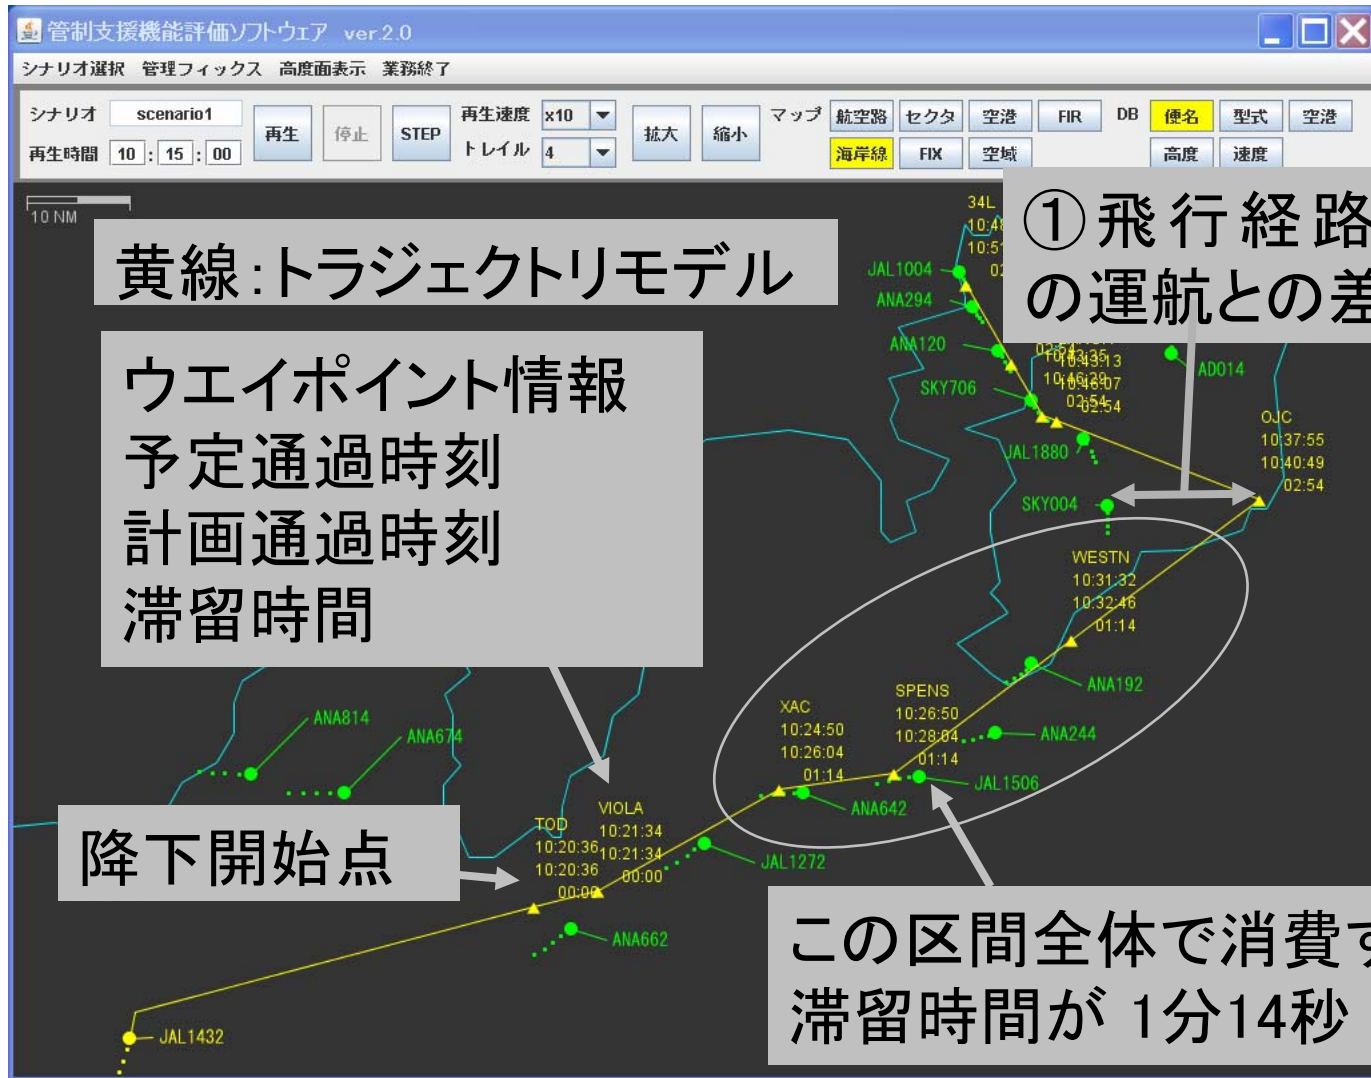 管制支援機能評価ソフトウェア ver.2.0
シナリオ選択 管理フィックス 高度面表示 業務終了
シナリオ scenario1
再生時間 10 : 15 : 00
再生
停止
STEP
再生速度 x10
トレイル 4
拡大
縮小
マップ 航空路 セクタ 空港 FIR
海岸線 FIX 空域
DB 便名 型式 空港
高度 速度
10 NM
黄線:トラジェクトリモデル
①飛行経路
の運航との差
ウエイポイント情報
予定通過時刻
計画通過時刻
滞留時間
34L
JAL1004
ANA294
ANA120
SKY706
JAL1880
SKY004
ADO14
02:54
OJC
10:37:55
10:40:49
02:54
WESTN
10:31:32
10:32:46
01:14
ANA192
SPENS
10:26:50
10:28:04
01:14
ANA244
JAL1506
XAC
10:24:50
10:26:04
01:14
ANA642
ANA814
ANA674
降下開始点
TOD
10:20:36
10:20:36
00:00
VIOLA
10:21:34
10:21:34
00:00
JAL1272
ANA662
JAL1432
この区間全体で消費す
滞留時間が 1分14秒